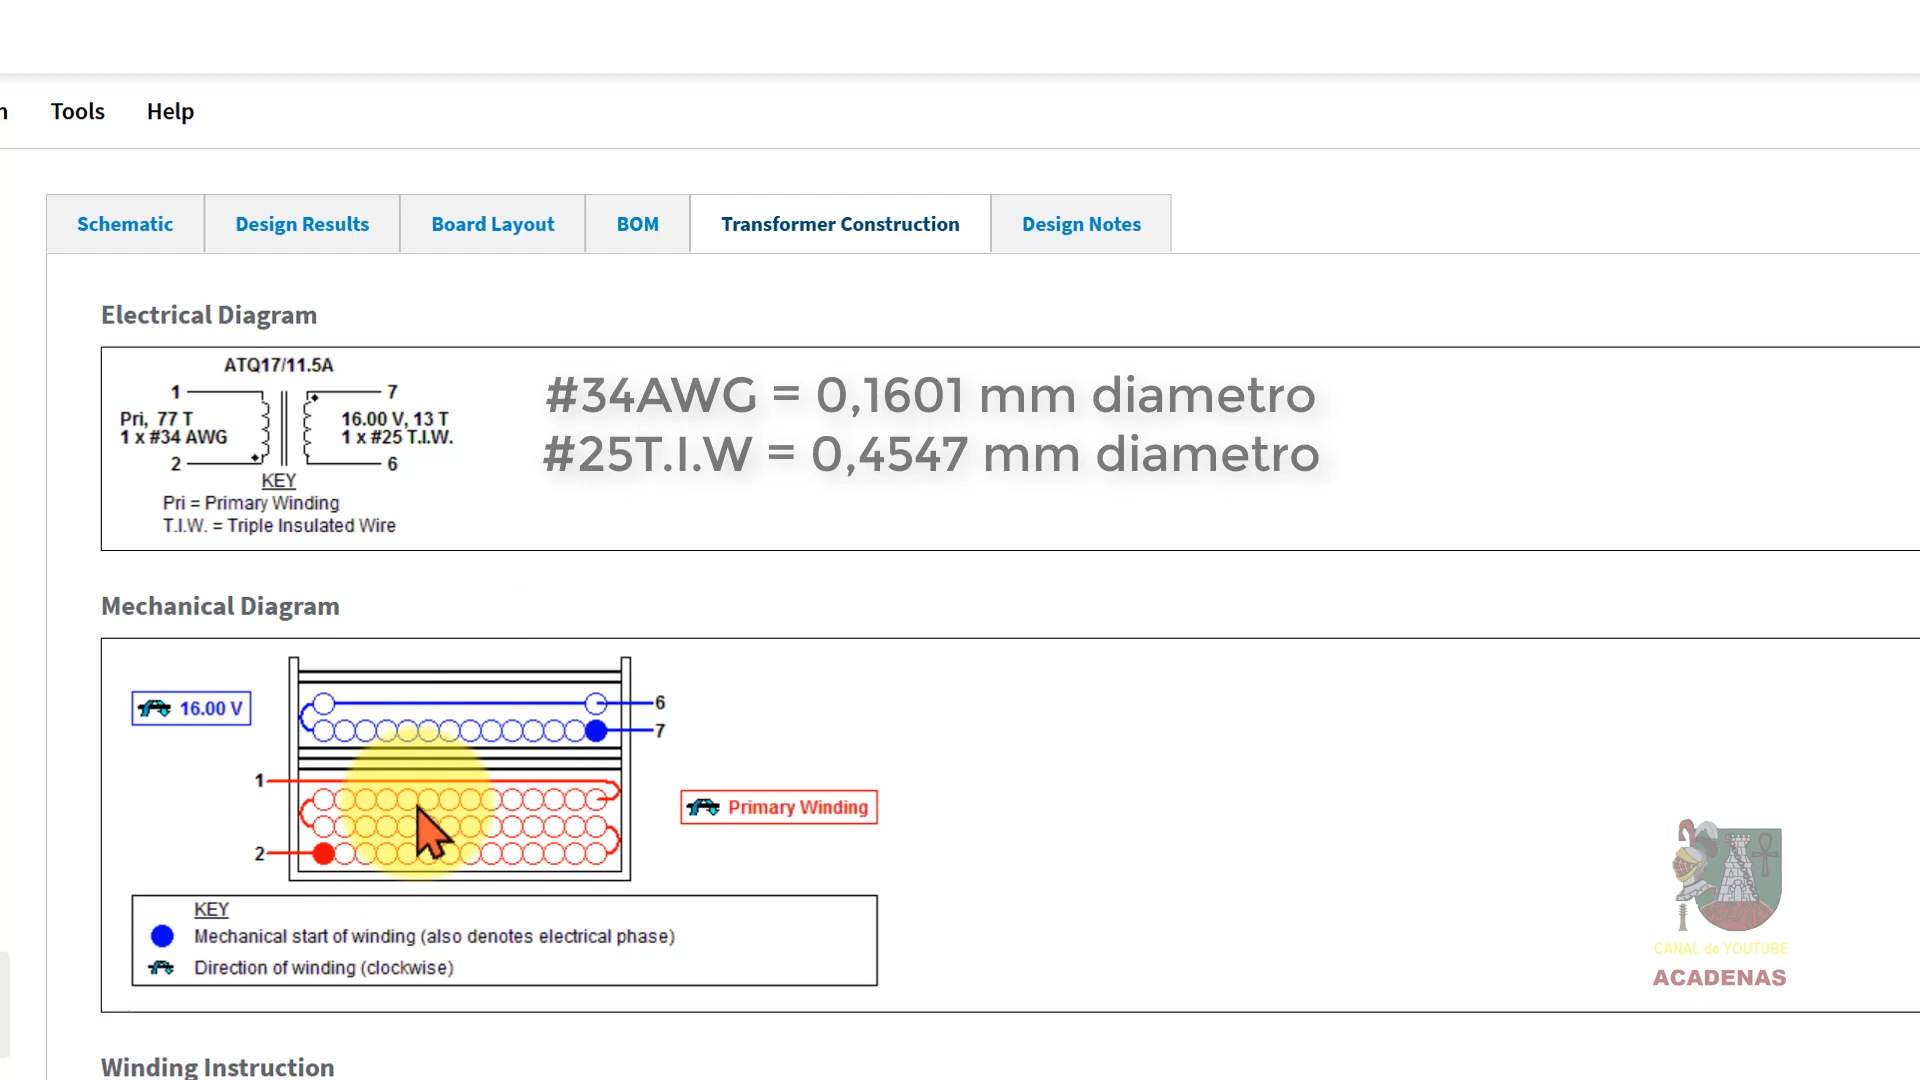 n Tools Help
Schematic Design Results Board Layout BOM Transformer Construction Design Notes
Electrical Diagram
ATQ17/11.5A
1 7
Pri, 77 T 16.00 V, 13 T
1 x #34 AWG 1 x #25 T.I.W.
2 6
KEY
Pri = Primary Winding
T.I.W. = Triple Insulated Wire
#34AWG = 0,1601 mm diametro
#25T.I.W = 0,4547 mm diametro
Mechanical Diagram
16.00 V
6
7
1
Primary Winding
2
KEY
Mechanical start of winding (also denotes electrical phase)
Direction of winding (clockwise)
CANAL de YOUTUBE
ACADENAS
Winding Instruction